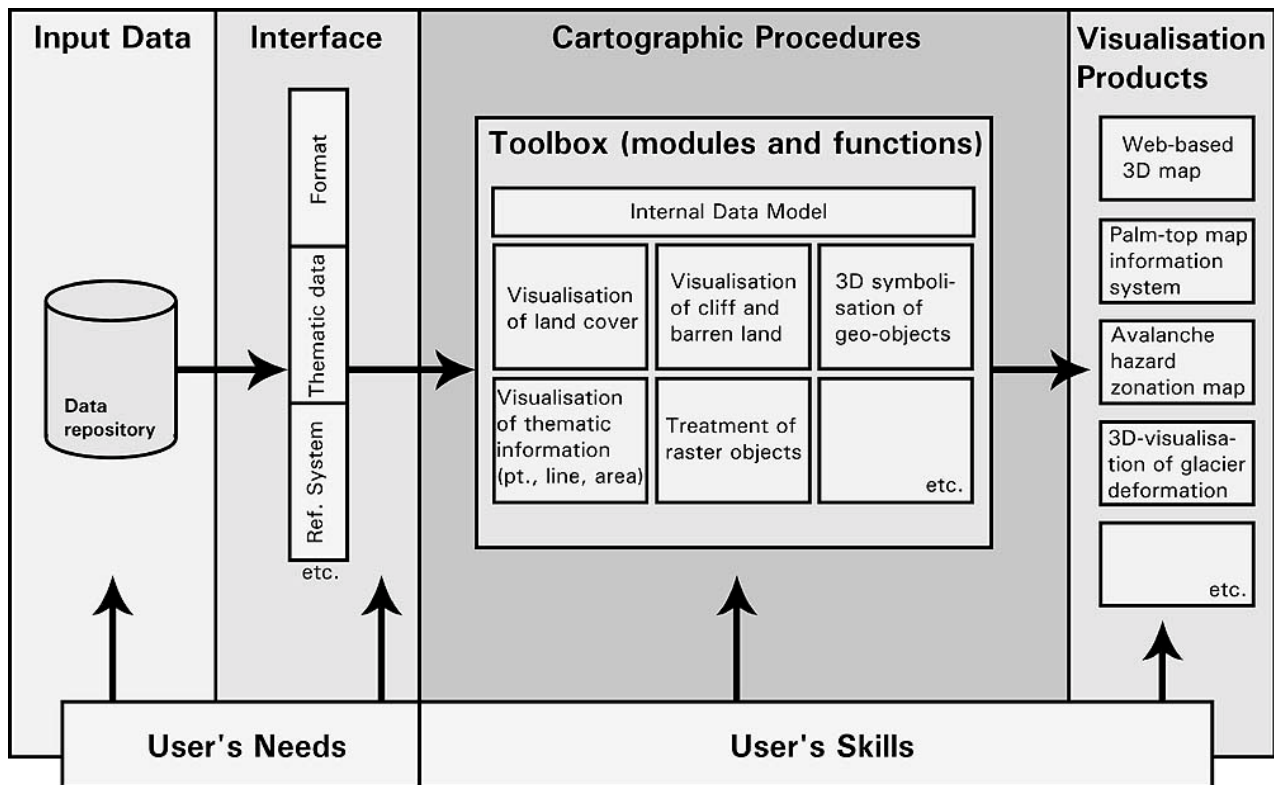 Input Data
Interface
Cartographic Procedures
Visualisation
Products
Data
repository
Format
Thematic data
Ref. System
etc.
Toolbox (modules and functions)
Internal Data Model
Visualisation
of land cover
Visualisation
of cliff and
barren land
3D symboli-
sation of
geo-objects
Visualisation
of thematic
information
(pt., line, area)
Treatment of
raster objects
etc.
Web-based
3D map
Palm-top map
information
system
Avalanche
hazard
zonation map
3D-visualisa-
tion of glacier
deformation
etc.
User's Needs
User's Skills